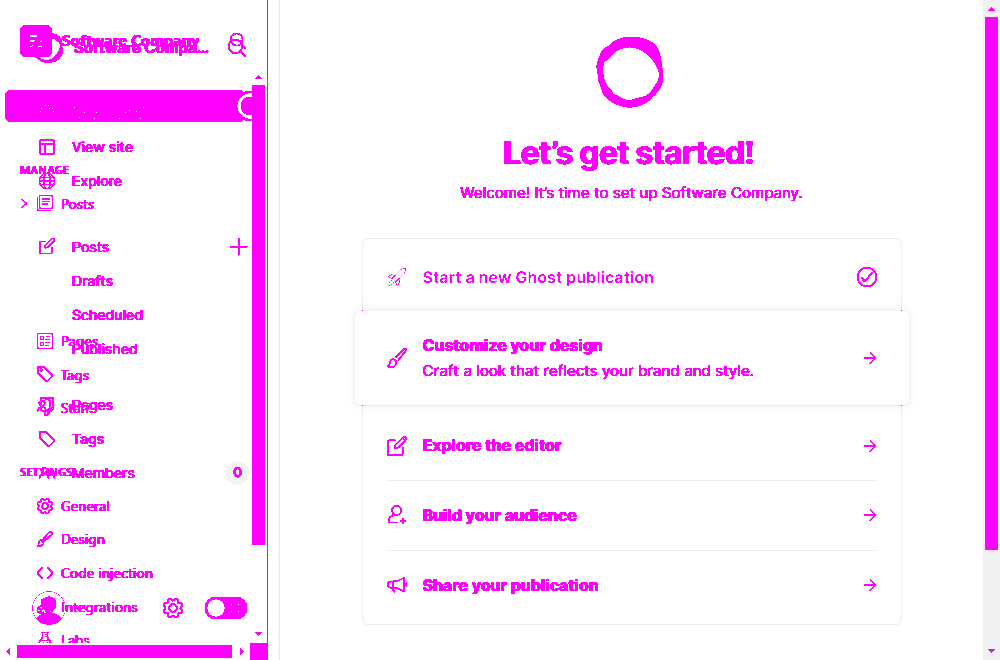 Software Company
Software Compa...
View site
MANAGE
Explore
Posts
Posts
Drafts
Scheduled
Pages
Published
Tags
Staff
Pages
Tags
SETTINGS
Members
0
General
Design
Code injection
Integrations
Labs
Let's get started!
Welcome! It's time to set up Software Company.
Start a new Ghost publication
Customize your design
Craft a look that reflects your brand and style.
Explore the editor
Build your audience
Share your publication